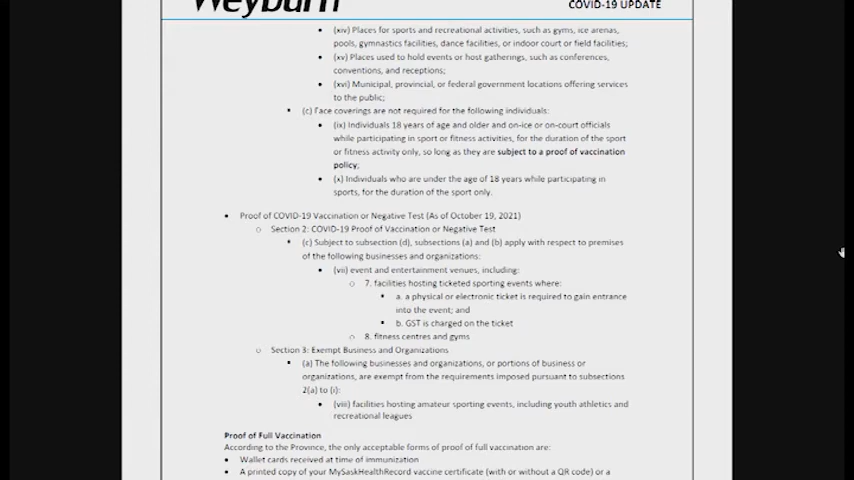 Weyburn
COVID-19 UPDATE
• (xiv) Places for sports and recreational activities, such as gyms, ice arenas,
pools, gymnastics facilities, dance facilities, or indoor court or field facilities;
• (xv) Places used to hold events or host gatherings, such as conferences,
conventions, and receptions;
• (xvi) Municipal, provincial, or federal government locations offering services
to the public;
▪ (c) Face coverings are not required for the following individuals:
• (ix) Individuals 18 years of age and older and on-ice or on-court officials
while participating in sport or fitness activities, for the duration of the sport
or fitness activity only, so long as they are subject to a proof of vaccination
policy;
• (x) Individuals who are under the age of 18 years while participating in
sports, for the duration of the sport only.
• Proof of COVID-19 Vaccination or Negative Test (As of October 19, 2021)
o Section 2: COVID-19 Proof of Vaccination or Negative Test
▪ (c) Subject to subsection (d), subsections (a) and (b) apply with respect to premises
of the following businesses and organizations:
• (vii) event and entertainment venues, including:
o 7. facilities hosting ticketed sporting events where:
▪ a. a physical or electronic ticket is required to gain entrance
into the event; and
▪ b. GST is charged on the ticket
o 8. fitness centres and gyms
o Section 3: Exempt Business and Organizations
▪ (a) The following businesses and organizations, or portions of business or
organizations, are exempt from the requirements imposed pursuant to subsections
2(a) to (i):
• (viii) facilities hosting amateur sporting events, including youth athletics and
recreational leagues
Proof of Full Vaccination
According to the Province, the only acceptable forms of proof of full vaccination are:
• Wallet cards received at time of immunization
• A printed copy of your MySaskHealthRecord vaccine certificate (with or without a QR code) or a